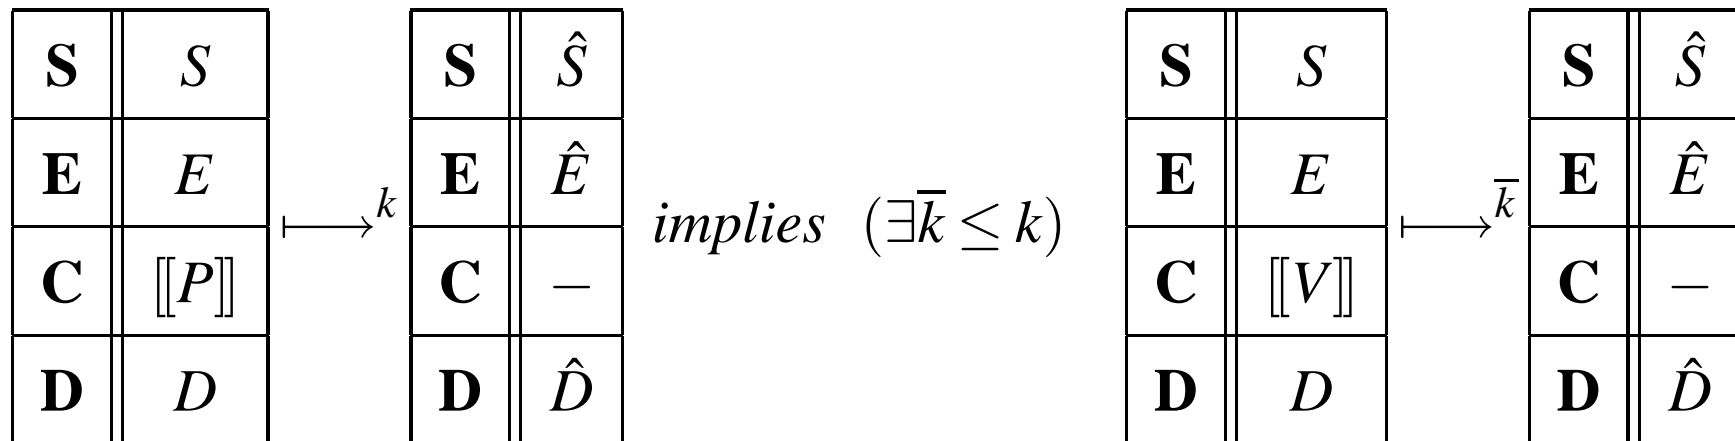 S S ⟼ᵏ S Ŝ implies (∃k̅ ≤ k) S S ⟼ᵏ̅ S Ŝ
E E E Ê E E E Ê
C ⟦P⟧ C − C ⟦V⟧ C −
D D D D̂ D D D D̂